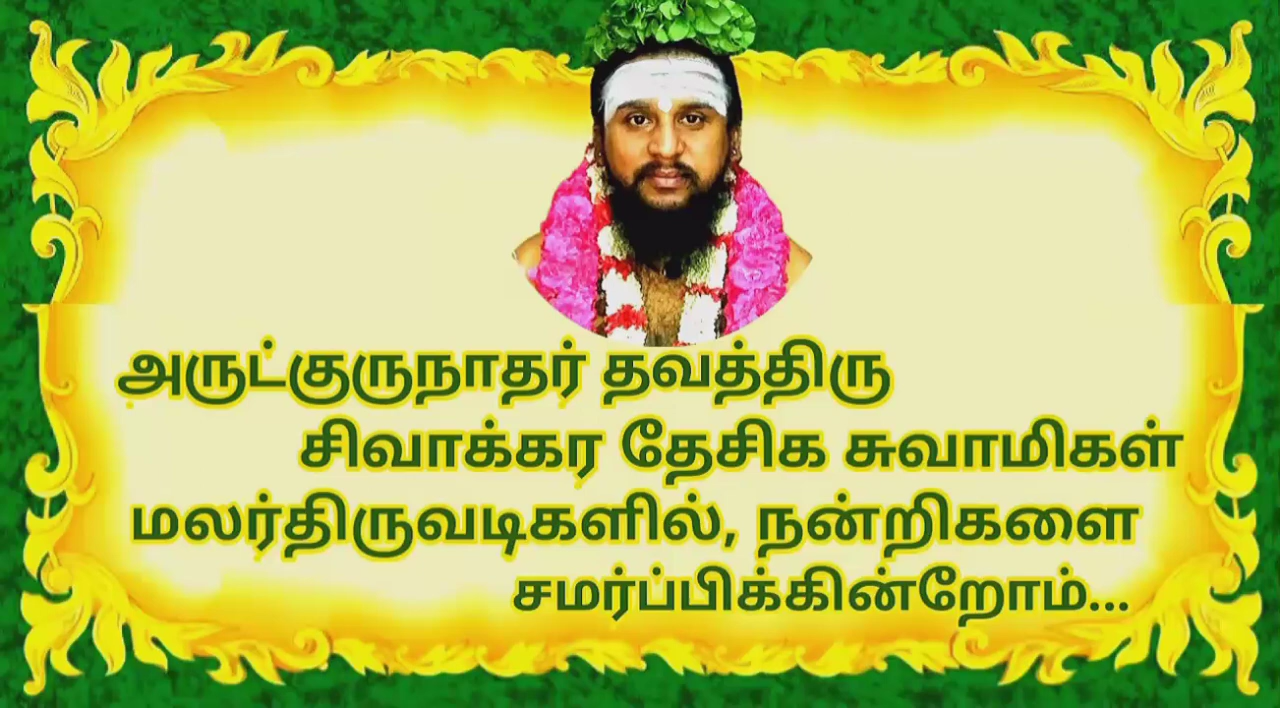 அருட்குருநாதர் தவத்திரு
சிவாக்கர தேசிக சுவாமிகள்
மலர்திருவடிகளில், நன்றிகளை
சமர்ப்பிக்கின்றோம்...